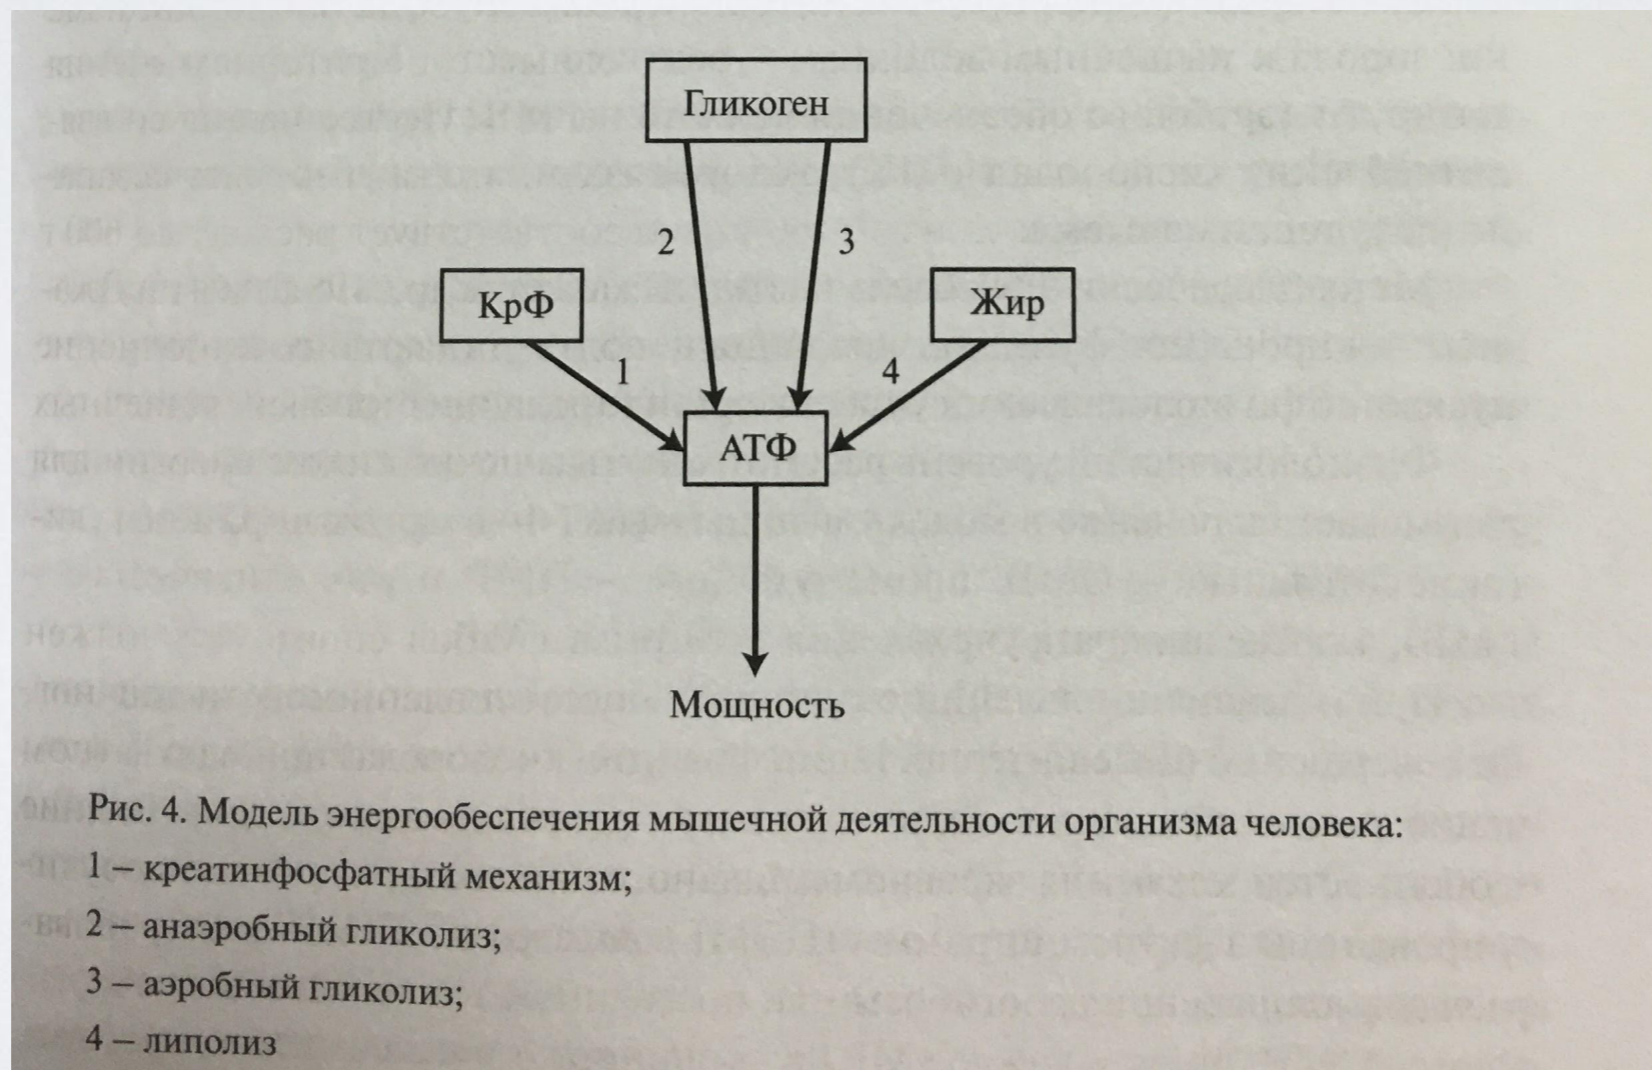 Гликоген
2
3
КрФ
Жир
1
4
АТФ
Мощность
Рис. 4. Модель энергообеспечения мышечной деятельности организма человека:
1 – креатинфосфатный механизм;
2 – анаэробный гликолиз;
3 – аэробный гликолиз;
4 – липолиз